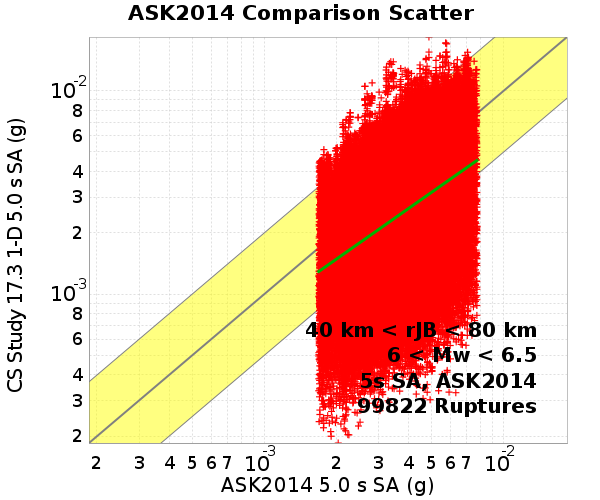 ASK2014 Comparison Scatter
CS Study 17.3 1-D 5.0 s SA (g)
10-2
8
6
4
3
2
10-3
8
6
4
3
2
40 km < rJB < 80 km
6 < Mw < 6.5
5s SA, ASK2014
99822 Ruptures
2 3 4 5 6 7 10-3 2 3 4 5 6 7 10-2
ASK2014 5.0 s SA (g)